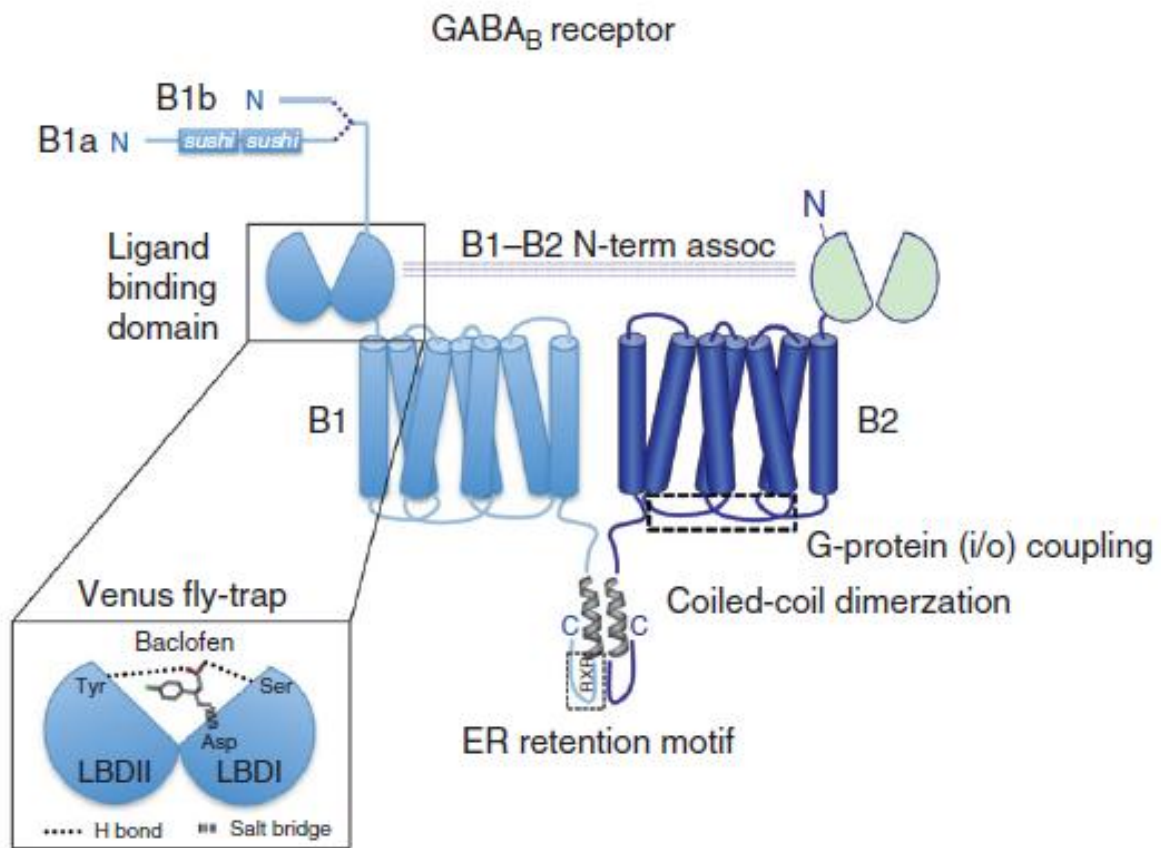 GABAB receptor
B1b N
B1a N sushi sushi
N
Ligand
binding
domain
B1–B2 N-term assoc
B1
B2
G-protein (i/o) coupling
Coiled-coil dimerzation
C C
RXR
ER retention motif
Venus fly-trap
Baclofen
Tyr Ser
Asp
LBDII LBDI
H bond Salt bridge